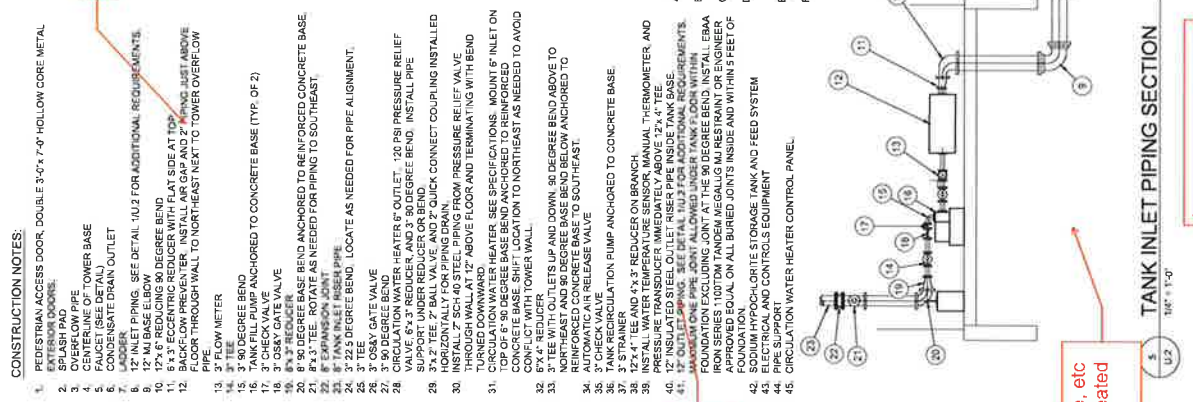 CONSTRUCTION NOTES:
1. PEDESTRIAN ACCESS DOOR, DOUBLE 3-0"x 7'-0" HOLLOW CORE METAL
EXTERIOR DOORS.
2. SPLASH PAD
3. OVERFLOW PIPE
4. CENTERLINE OF TOWER BASE
5. FAUCET (SEE DETAIL)
6. CONDENSATE DRAIN OUTLET
7. LADDER
8. 12" INLET PIPING. SEE DETAIL 1/U.2 FOR ADDITIONAL REQUIREMENTS.
9. 12" MJ BASE ELBOW
10. 12"x 6" REDUCING 90 DEGREE BEND
11. 6"x 3" ECCENTRIC REDUCER WITH FLAT SIDE AT TOP
12. BACKFLOW PREVENTER. INSTALL AIR GAP AND 2" PIPING JUST ABOVE
FLOOR THROUGH WALL TO NORTHEAST NEXT TO TOWER OVERFLOW
PIPE.
13. 3" FLOW METER
14. 3" TEE
15. 3" 90 DEGREE BEND
16. TANK FILL PUMP ANCHORED TO CONCRETE BASE (TYP. OF 2)
17. 3" CHECK VALVE
18. 3" OS&Y GATE VALVE
19. 8"x 3" REDUCER
20. 8" 90 DEGREE BASE BEND ANCHORED TO REINFORCED CONCRETE BASE.
21. 8"x 3" TEE. ROTATE AS NEEDED FOR PIPING TO SOUTHEAST.
22. 8" EXPANSION JOINT
23. 8" TANK INLET RISER PIPE
24. 3" 22.5 DEGREE BEND, LOCATE AS NEEDED FOR PIPE ALIGNMENT.
25. 3" TEE
26. 3" OS&Y GATE VALVE
27. 3" 90 DEGREE BEND
28. CIRCULATION WATER HEATER 6" OUTLET, 120 PSI PRESSURE RELIEF
VALVE, 6"x 3" REDUCER, AND 3" 90 DEGREE BEND. INSTALL PIPE
SUPPORT UNDER REDUCER OR BEND.
29. 3"x 2" TEE, 2" BALL VALVE, AND 2" QUICK CONNECT COUPLING INSTALLED
HORIZONTALLY FOR PIPING DRAIN.
30. INSTALL 2" SCH 40 STEEL PIPING FROM PRESSURE RELIEF VALVE
THROUGH WALL AT 12" ABOVE FLOOR AND TERMINATING WITH BEND
TURNED DOWNWARD.
31. CIRCULATION WATER HEATER, SEE SPECIFICATIONS. MOUNT 6" INLET ON
TOP OF 6" 90 DEGREE BASE BEND ANCHORED TO REINFORCED
CONCRETE BASE. SHIFT LOCATION TO NORTHEAST AS NEEDED TO AVOID
CONFLICT WITH TOWER WALL.
32. 6"X 4" REDUCER
33. 3" TEE WITH OUTLETS UP AND DOWN, 90 DEGREE BEND ABOVE TO
NORTHEAST AND 90 DEGREE BASE BEND BELOW ANCHORED TO
REINFORCED CONCRETE BASE TO SOUTHEAST.
34. AUTOMATIC AIR RELEASE VALVE
35. 3" CHECK VALVE
36. TANK RECIRCULATION PUMP ANCHORED TO CONCRETE BASE.
37. 3" STRAINER
38. 12"x 4" TEE AND 4"x 3" REDUCER ON BRANCH.
39. INSTALL WATER TEMPERATURE SENSOR, MANUAL THERMOMETER, AND
PRESSURE TRANSDUCER IMMEDIATELY ABOVE 12"x 4" TEE.
40. 12" INSULATED STEEL OUTLET RISER PIPE INSIDE TANK BASE.
41. 12" OUTLET PIPING. SEE DETAIL 1/U.2 FOR ADDITIONAL REQUIREMENTS.
MAXIMUM ONE PIPE JOINT ALLOWED UNDER TANK FLOOR WITHIN
FOUNDATION EXCLUDING JOINT AT THE 90 DEGREE BEND. INSTALL EBAA
IRON SERIES 1100TDM TANDEM MEGALUG MJ RESTRAINT OR ENGINEER
APPROVED EQUAL ON ALL BURIED JOINTS INSIDE AND WITHIN 5 FEET OF
FOUNDATION.
42. SODIUM HYPOCHLORITE STORAGE TANK AND FEED SYSTEM
43. ELECTRICAL AND CONTROLS EQUIPMENT
44. PIPE SUPPORT
45. CIRCULATION WATER HEATER CONTROL PANEL.
23
22
21
20
19
14
18
17
15
16
13
12
11
9
5
U.2
TANK INLET PIPING SECTION
1/4" = 1'-0"
, etc
eated